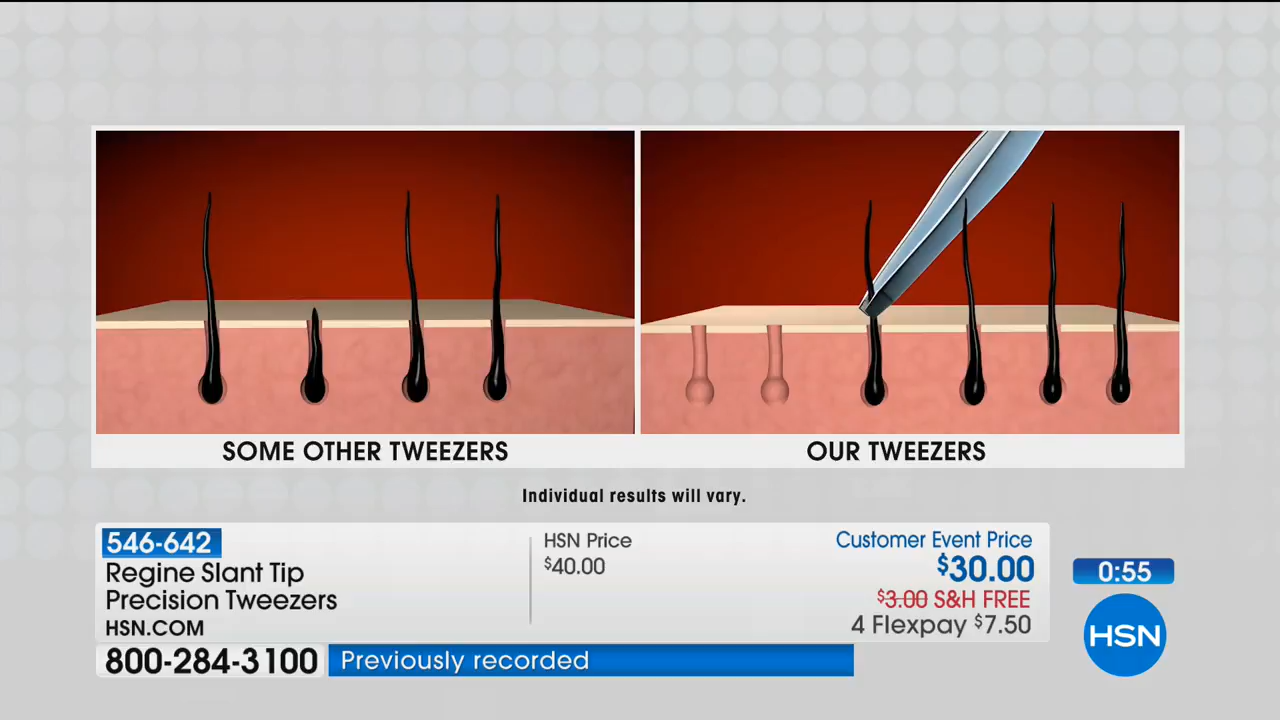 SOME OTHER TWEEZERS
OUR TWEEZERS
Individual results will vary.
546-642
Regine Slant Tip
Precision Tweezers
HSN.COM
HSN Price
$40.00
Customer Event Price
$30.00
$3.00 S&H FREE
4 Flexpay $7.50
0:55
HSN
800-284-3100
Previously recorded